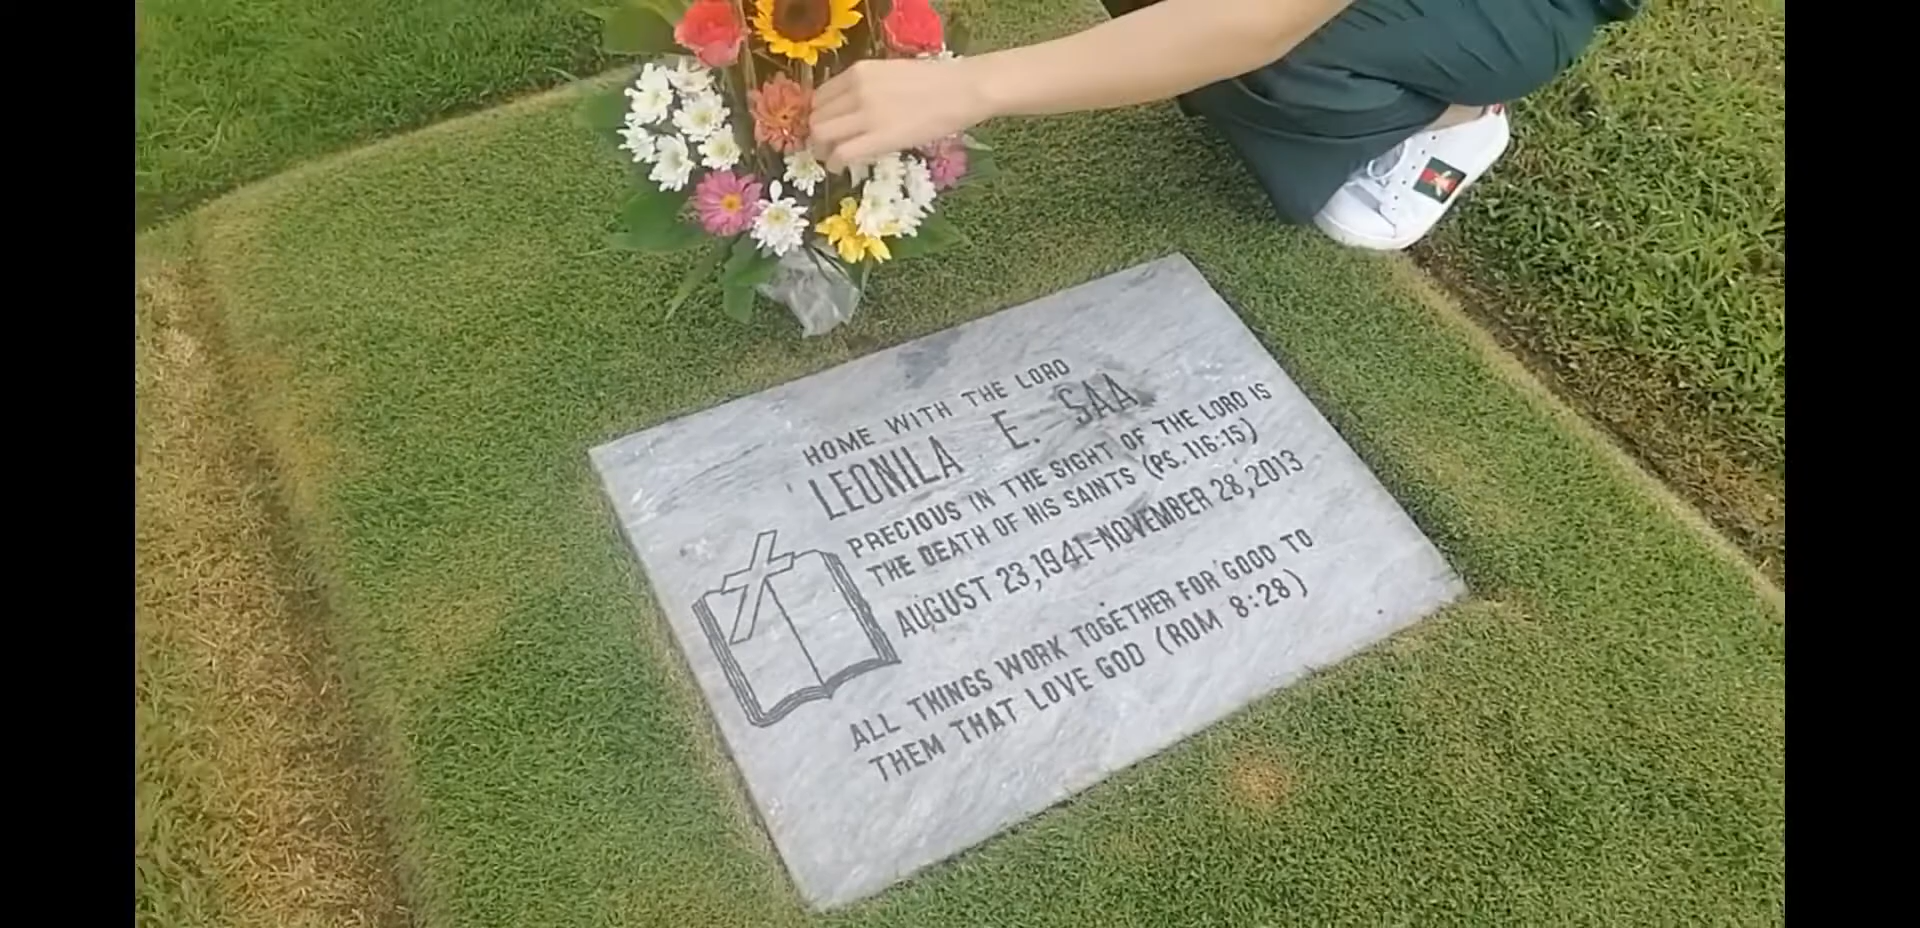 HOME WITH THE LORD
LEONILA E. SAA
PRECIOUS IN THE SIGHT OF THE LORD IS
THE DEATH OF HIS SAINTS (PS. 116:15)
AUGUST 23,1941-NOVEMBER 28,2013
ALL THINGS WORK TOGETHER FOR GOOD TO
THEM THAT LOVE GOD (ROM 8:28)